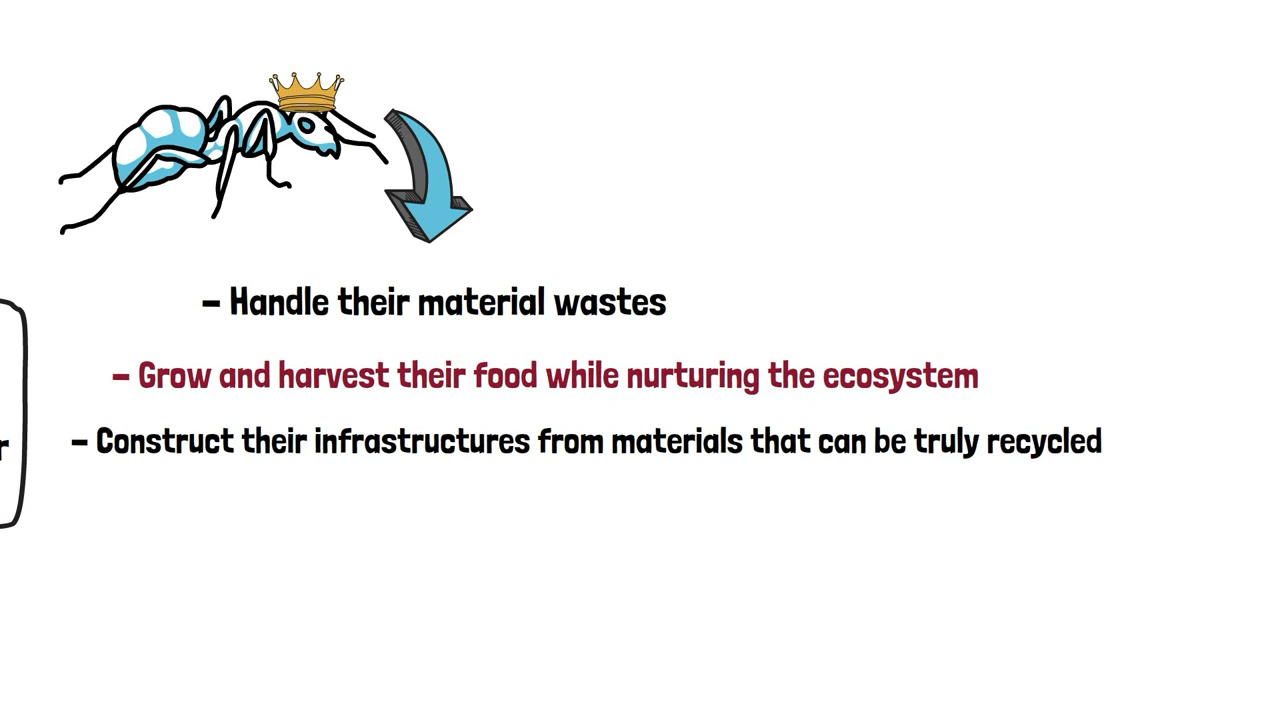 – Handle their material wastes
– Grow and harvest their food while nurturing the ecosystem
– Construct their infrastructures from materials that can be truly recycled